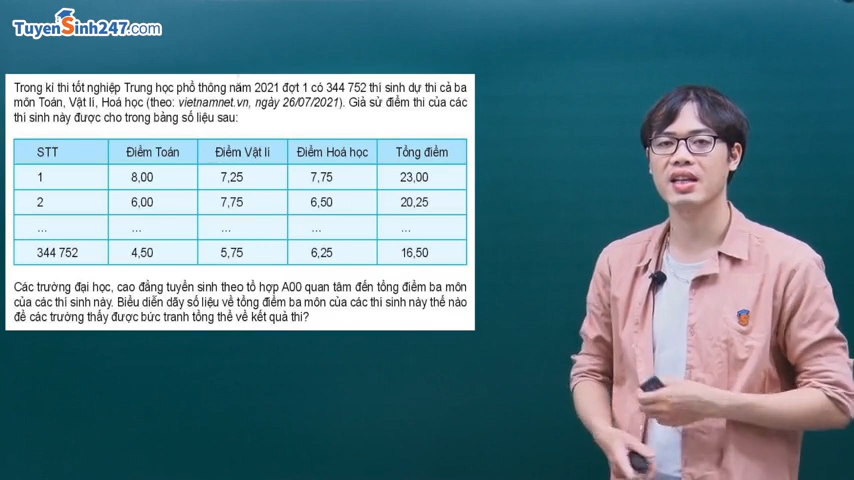 TuyenSinh247.com
Trong kì thi tốt nghiệp Trung học phổ thông năm 2021 đợt 1 có 344 752 thí sinh dự thi cả ba
môn Toán, Vật lí, Hoá học (theo: vietnamnet.vn, ngày 26/07/2021). Giả sử điểm thi của các
thí sinh này được cho trong bảng số liệu sau:
STT Điểm Toán Điểm Vật lí Điểm Hoá học Tổng điểm
1 8,00 7,25 7,75 23,00
2 6,00 7,75 6,50 20,25
... ... ... ... ...
344 752 4,50 5,75 6,25 16,50
Các trường đại học, cao đẳng tuyển sinh theo tổ hợp A00 quan tâm đến tổng điểm ba môn
của các thí sinh này. Biểu diễn dãy số liệu về tổng điểm ba môn của các thí sinh này thế nào
để các trường thấy được bức tranh tổng thể về kết quả thi?